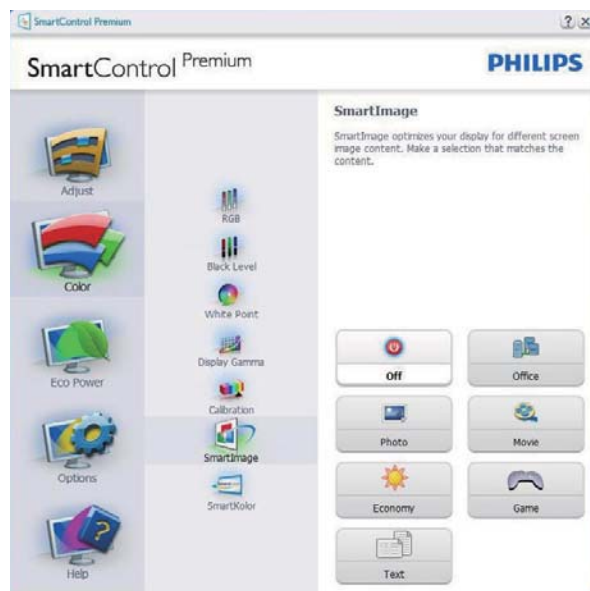 SmartControl Premium
SmartControl Premium
PHILIPS
Adjust
Color
Eco Power
Options
Help
RGB
Black Level
White Point
Display Gamma
Calibration
SmartImage
SmartKolor
SmartImage
SmartImage optimizes your display for different screen
image content. Make a selection that matches the
content.
Off
Office
Photo
Movie
Economy
Game
Text